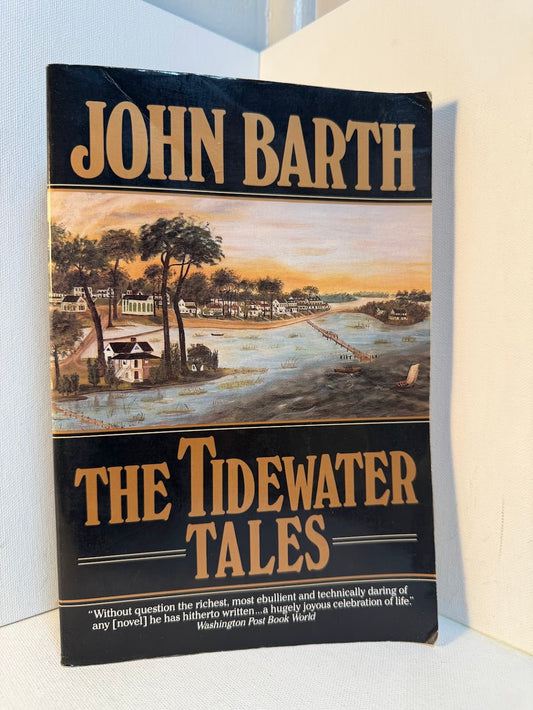 JOHN BARTH
THE TIDEWATER
TALES
“Without question the richest, most ebullient and technically daring of
any [novel] he has hitherto written...a hugely joyous celebration of life.”
Washington Post Book World